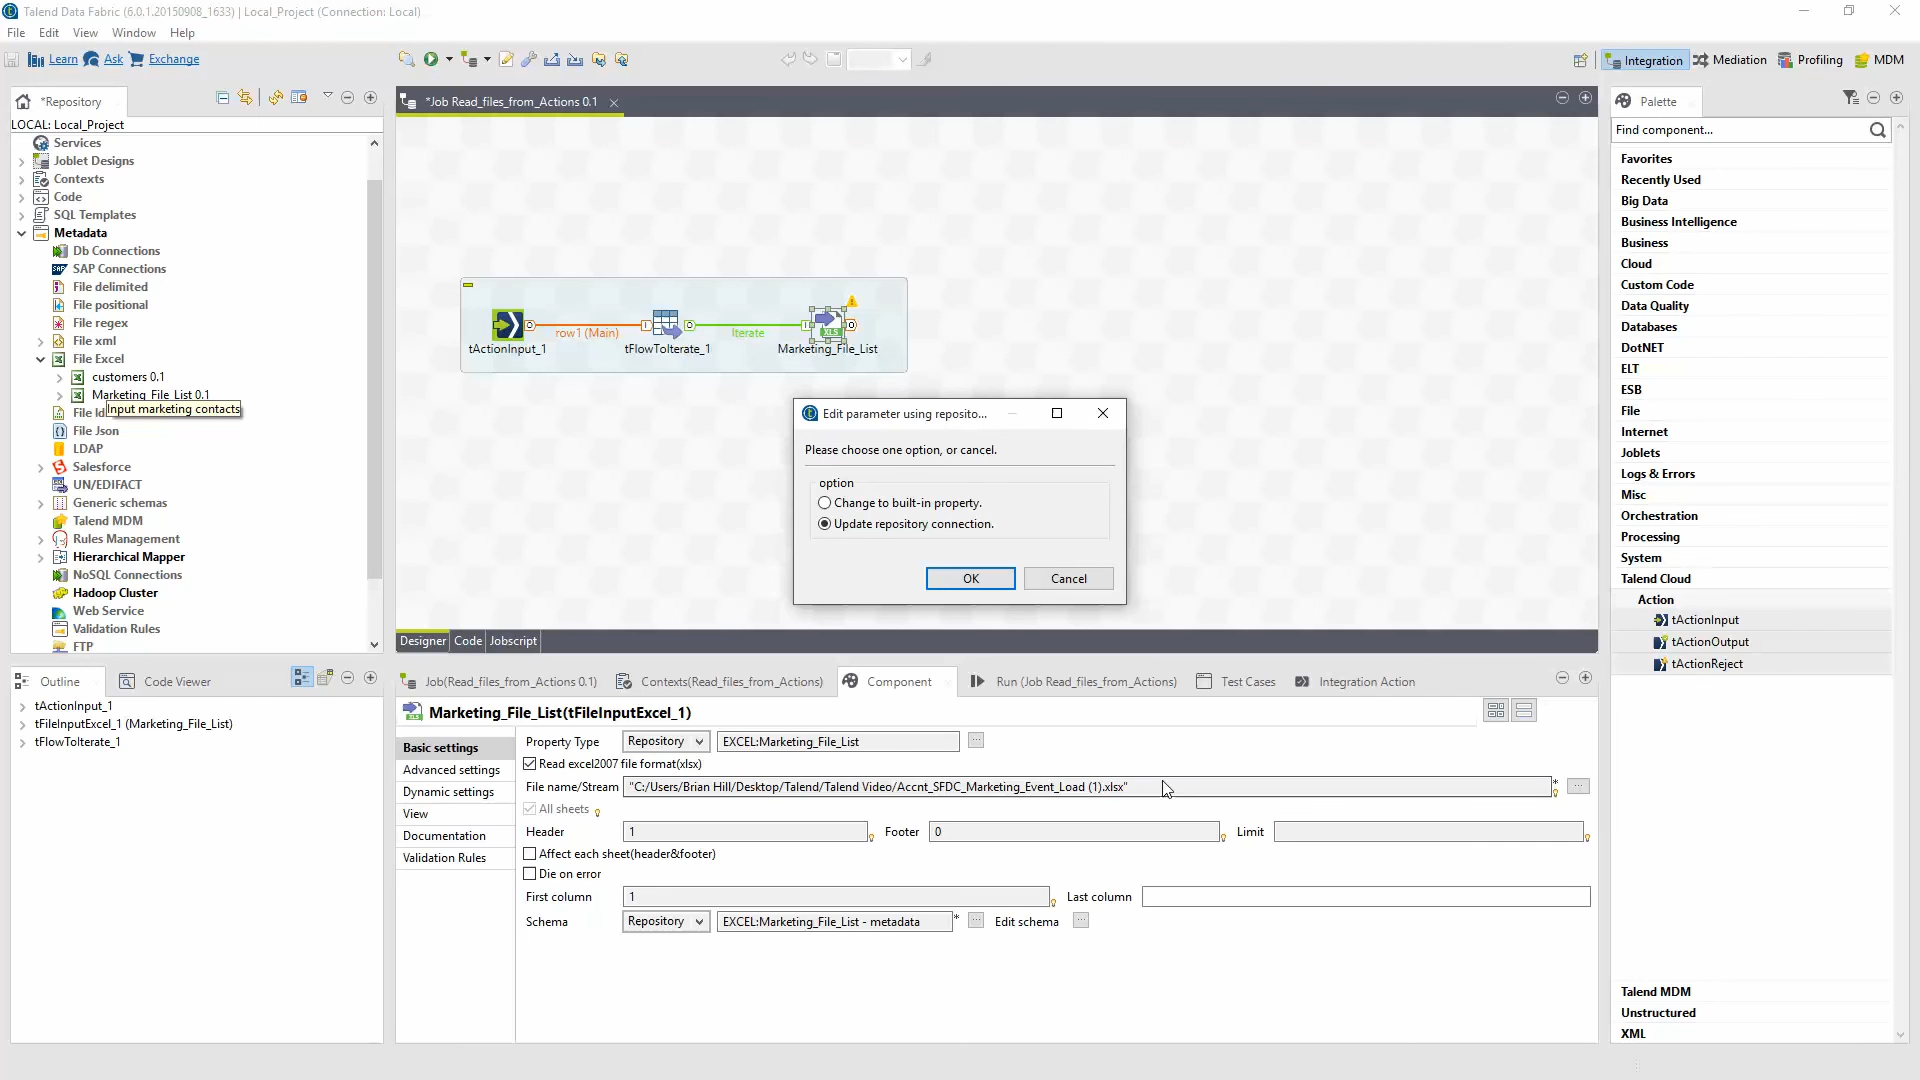 Talend Data Fabric (6.0.1.20150908_1633) | Local_Project (Connection: Local)
File Edit View Window Help
Learn Ask Exchange
Integration Mediation Profiling MDM
*Repository
LOCAL: Local_Project
Services
Joblet Designs
Contexts
Code
SQL Templates
Metadata
Db Connections
SAP Connections
File delimited
File positional
File regex
File xml
File Excel
customers 0.1
Marketing_File_List 0.1
File ld
Input marketing contacts
File Json
LDAP
Salesforce
UN/EDIFACT
Generic schemas
Talend MDM
Rules Management
Hierarchical Mapper
NoSQL Connections
Hadoop Cluster
Web Service
Validation Rules
FTP
*Job Read_files_from_Actions 0.1
row1 (Main)
Iterate
XLS
tActionInput_1
tFlowToIterate_1
Marketing_File_List
Edit parameter using reposito...
Please choose one option, or cancel.
option
Change to built-in property.
Update repository connection.
OK Cancel
Designer Code Jobscript
Palette
Find component...
Favorites
Recently Used
Big Data
Business Intelligence
Business
Cloud
Custom Code
Data Quality
Databases
DotNET
ELT
ESB
File
Internet
Joblets
Logs & Errors
Misc
Orchestration
Processing
System
Talend Cloud
Action
tActionInput
tActionOutput
tActionReject
Talend MDM
Unstructured
XML
Outline
Code Viewer
tActionInput_1
tFileInputExcel_1 (Marketing_File_List)
tFlowToIterate_1
Job(Read_files_from_Actions 0.1)
Contexts(Read_files_from_Actions)
Component
Run (Job Read_files_from_Actions)
Test Cases
Integration Action
Marketing_File_List(tFileInputExcel_1)
Basic settings
Advanced settings
Dynamic settings
View
Documentation
Validation Rules
Property Type Repository EXCEL:Marketing_File_List ...
Read excel2007 file format(xlsx)
File name/Stream "C:/Users/Brian Hill/Desktop/Talend/Talend Video/Accnt_SFDC_Marketing_Event_Load (1).xlsx" * ...
All sheets
Header 1 Footer 0 Limit
Affect each sheet(header&footer)
Die on error
First column 1 Last column
Schema Repository EXCEL:Marketing_File_List - metadata * ... Edit schema ...